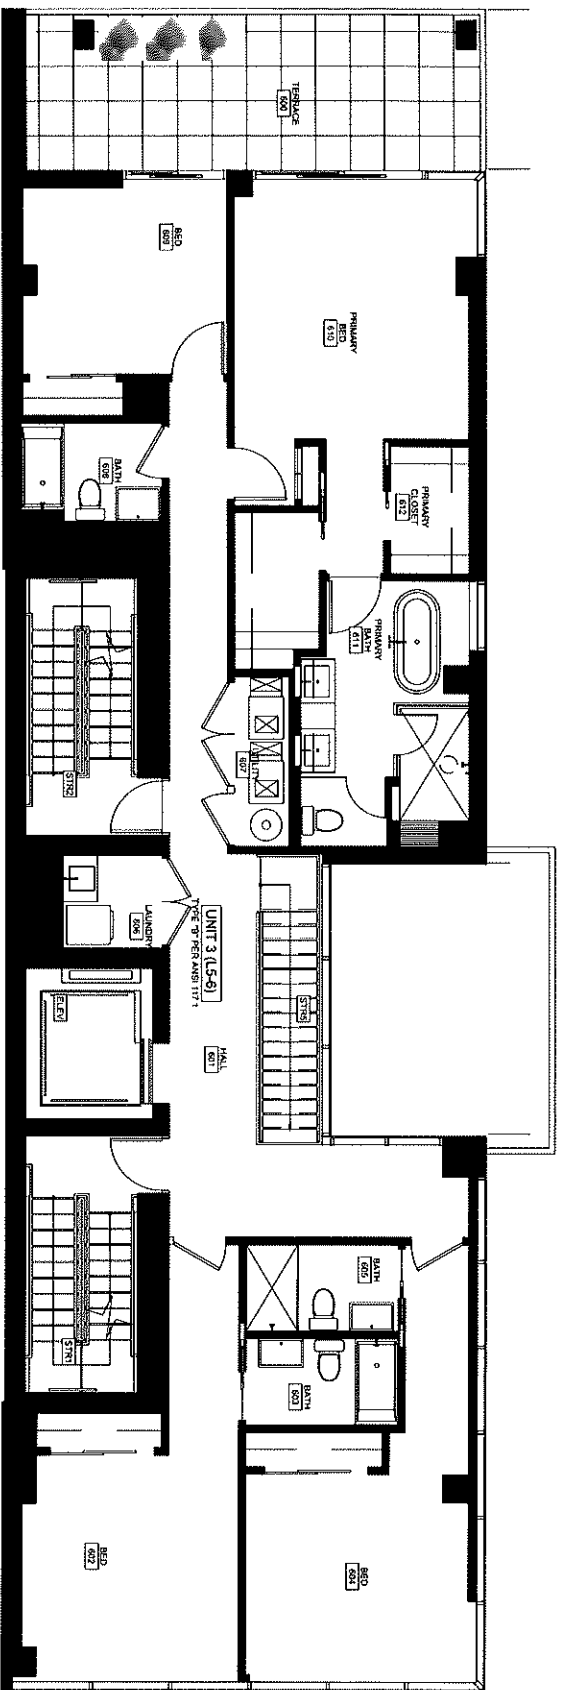 TERRACE
600
BED
609
PRIMARY
BED
610
PRIMARY
CLOSET
612
BATH
608
PRIMARY
BATH
611
UTILITY
607
STR2
LAUNDRY
606
UNIT 3 (L5-6)
TYPE "B" PER ANSI 117.1
STR5
ELEV
HALL
601
BATH
605
STR1
BATH
603
BED
602
BED
604